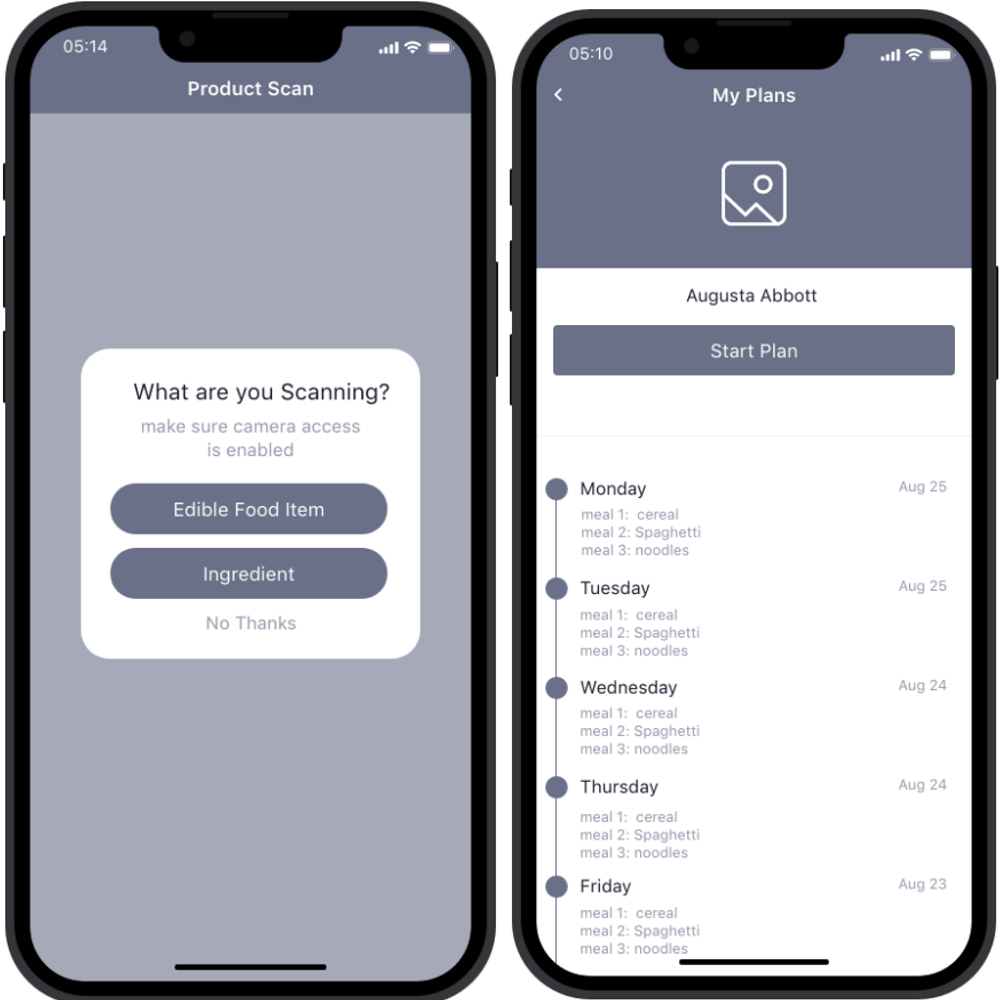 05:14
Product Scan
What are you Scanning?
make sure camera access
is enabled
Edible Food Item
Ingredient
No Thanks
05:10
My Plans
Augusta Abbott
Start Plan
Monday
Aug 25
meal 1:  cereal
meal 2: Spaghetti
meal 3: noodles
Tuesday
Aug 25
meal 1:  cereal
meal 2: Spaghetti
meal 3: noodles
Wednesday
Aug 24
meal 1:  cereal
meal 2: Spaghetti
meal 3: noodles
Thursday
Aug 24
meal 1:  cereal
meal 2: Spaghetti
meal 3: noodles
Friday
Aug 23
meal 1:  cereal
meal 2: Spaghetti
meal 3: noodles